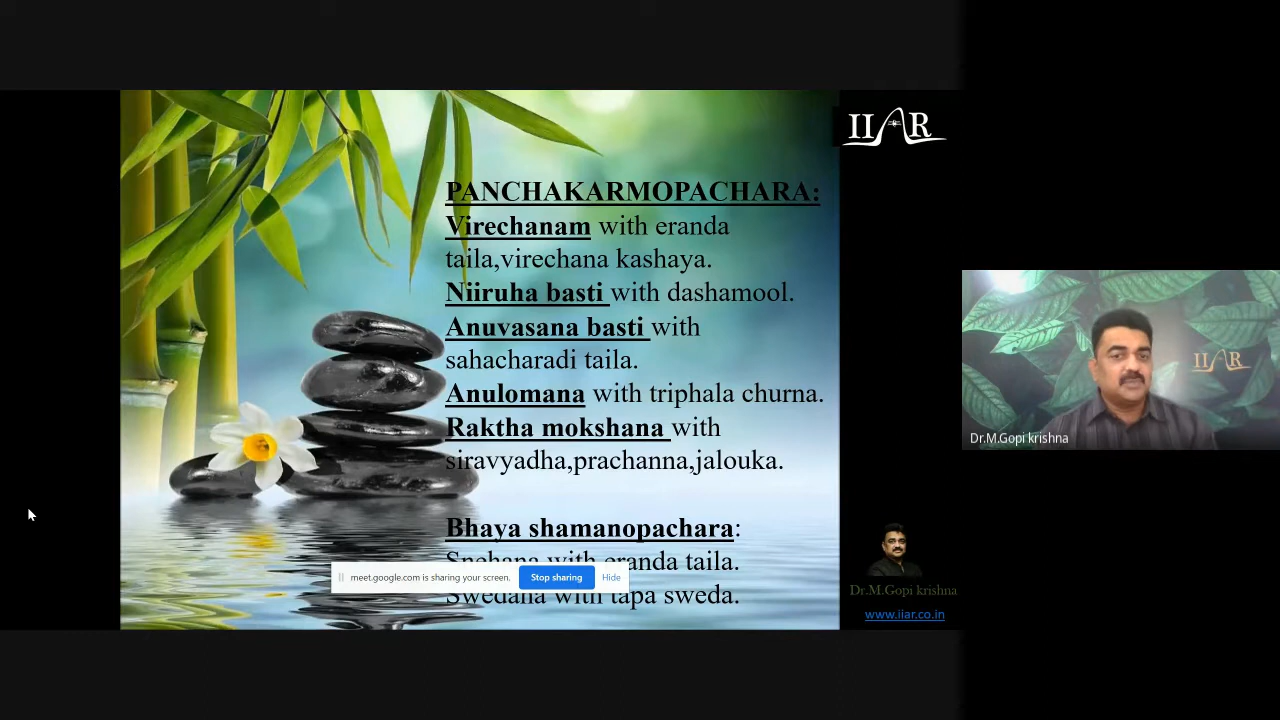 IIAR
PANCHAKARMOPACHARA:
Virechanam with eranda
taila,virechana kashaya.
Niiruha basti with dashamool.
Anuvasana basti with
sahacharadi taila.
Anulomana with triphala churna.
Raktha mokshana with
siravyadha,prachanna,jalouka.
Bhaya shamanopachara:
Snehana with eranda taila.
Swedana with tapa sweda.
meet.google.com is sharing your screen.
Stop sharing
Hide
Dr.M.Gopi krishna
www.iiar.co.in
IIAR
Dr.M.Gopi krishna